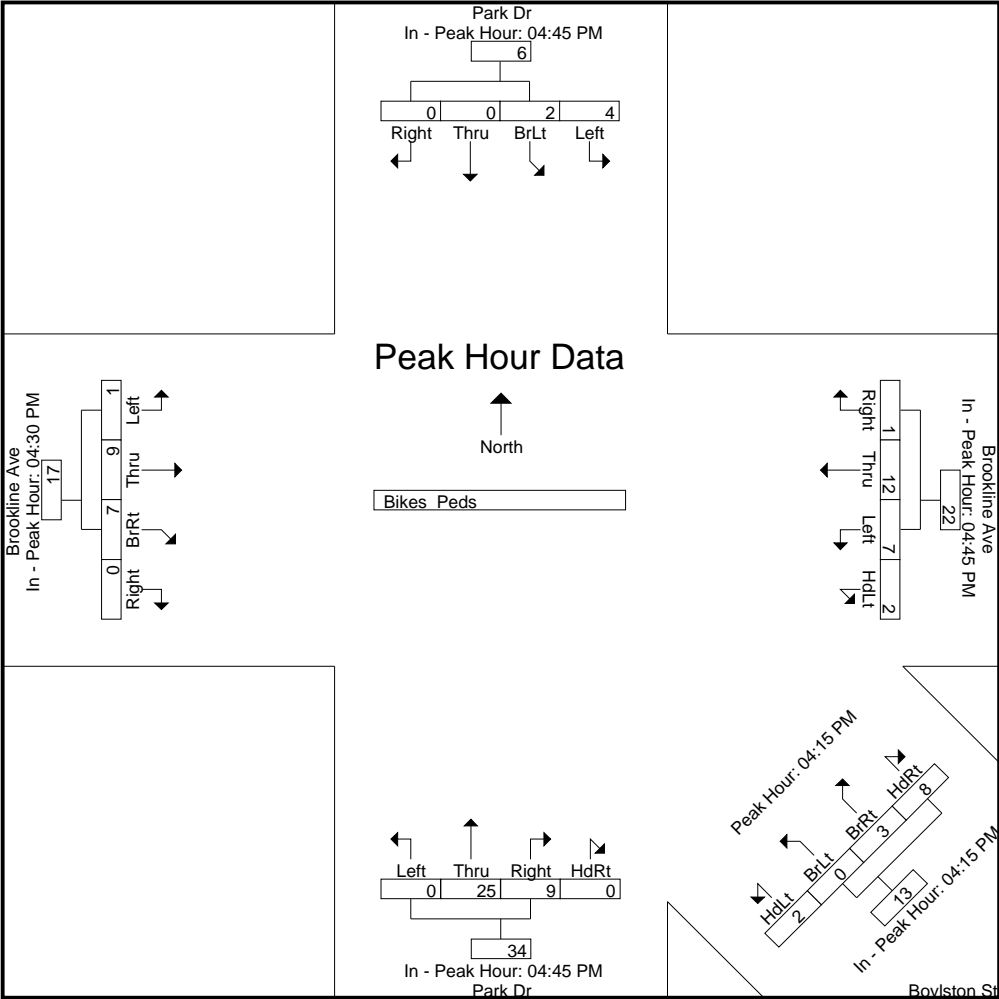 Park Dr
In - Peak Hour: 04:45 PM
6
0 0 2 4
Right Thru BrLt Left
Peak Hour Data
North
Bikes Peds
Brookline Ave
In - Peak Hour: 04:30 PM
17
1 9 7 0
Left Thru BrRt Right
Brookline Ave
In - Peak Hour: 04:45 PM
22
1 12 7 2
Right Thru Left HdLt
Peak Hour: 04:15 PM
HdLt BrLt BrRt HdRt
2 0 3 8
13
In - Peak Hour: 04:15 PM
Boylston St
Left Thru Right HdRt
0 25 9 0
34
In - Peak Hour: 04:45 PM
Park Dr